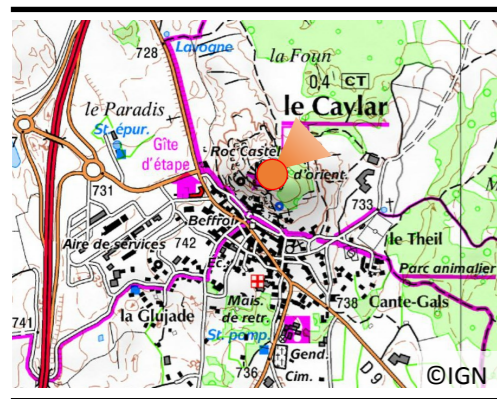 728
Lavogne
la Foun
0,4 CT
le Paradis
le Caylar
St. épur.
Gîte
d'étape
Roc Castel
d'orient.
731
Beffroi
733
Aire de services
742
le Theil
Parc animalier
la Glujade
Mais.
de retr.
738
Cante-Gals
741
St. pomp.
G
Gend.
736
Cim.
D 9
©IGN